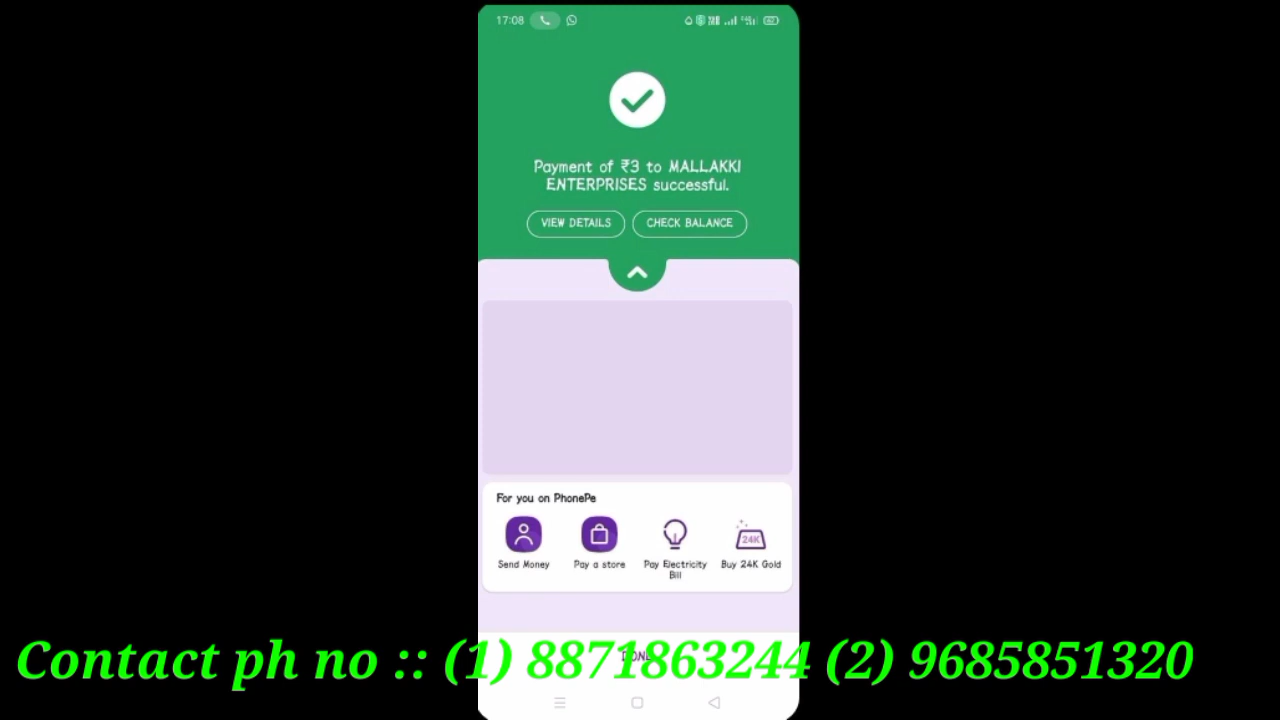 17:08
Payment of ₹3 to MALLAKKI
ENTERPRISES successful.
VIEW DETAILS CHECK BALANCE
For you on PhonePe
Send Money Pay a store Pay Electricity Bill Buy 24K Gold
24K
DONE
Contact ph no :: (1) 8871863244 (2) 9685851320